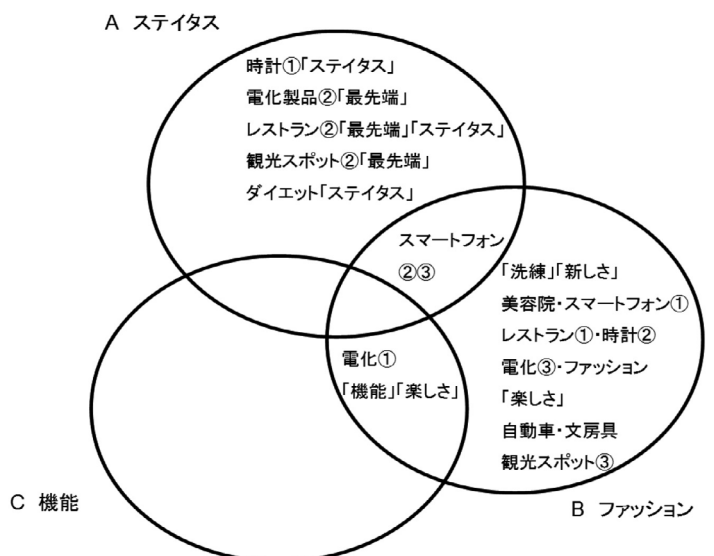 A ステイタス
時計①「ステイタス」
電化製品②「最先端」
レストラン②「最先端」「ステイタス」
観光スポット②「最先端」
ダイエット「ステイタス」
スマートフォン
②③
「洗練」「新しさ」
美容院・スマートフォン①
レストラン①・時計②
電化③・ファッション
「楽しさ」
自動車・文房具
観光スポット③
電化①
「機能」「楽しさ」
C 機能
B ファッション